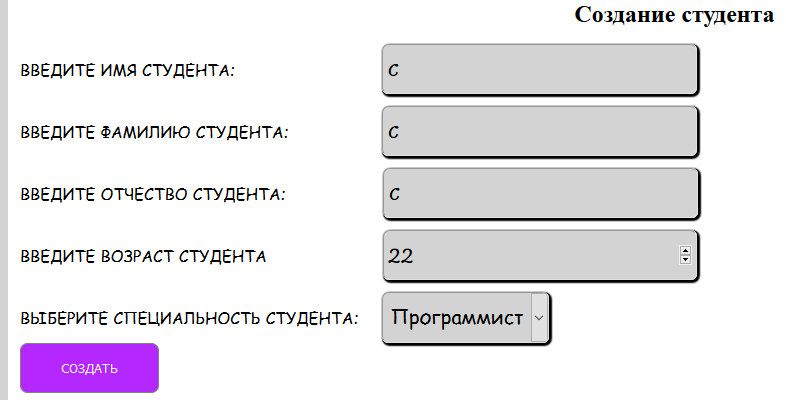 Создание студента
ВВЕДИТЕ ИМЯ СТУДЕНТА: с
ВВЕДИТЕ ФАМИЛИЮ СТУДЕНТА: с
ВВЕДИТЕ ОТЧЕСТВО СТУДЕНТА: с
ВВЕДИТЕ ВОЗРАСТ СТУДЕНТА 22
ВЫБЕРИТЕ СПЕЦИАЛЬНОСТЬ СТУДЕНТА: Программист
СОЗДАТЬ